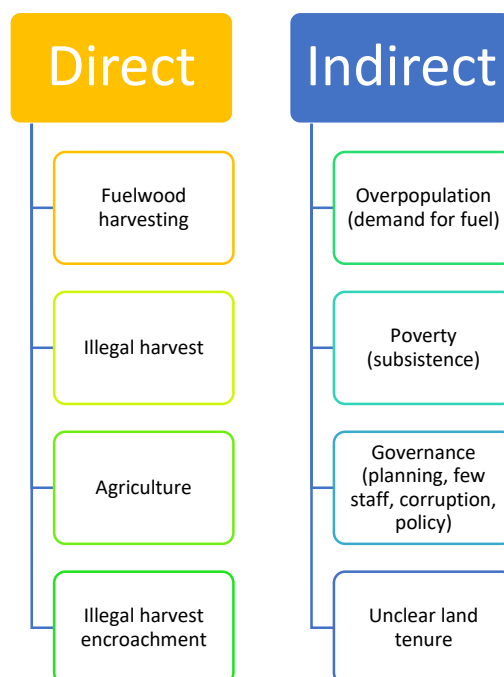 Direct
Fuelwood
harvesting
Illegal harvest
Agriculture
Illegal harvest
encroachment
Indirect
Overpopulation
(demand for fuel)
Poverty
(subsistence)
Governance
(planning, few
staff, corruption,
policy)
Unclear land
tenure